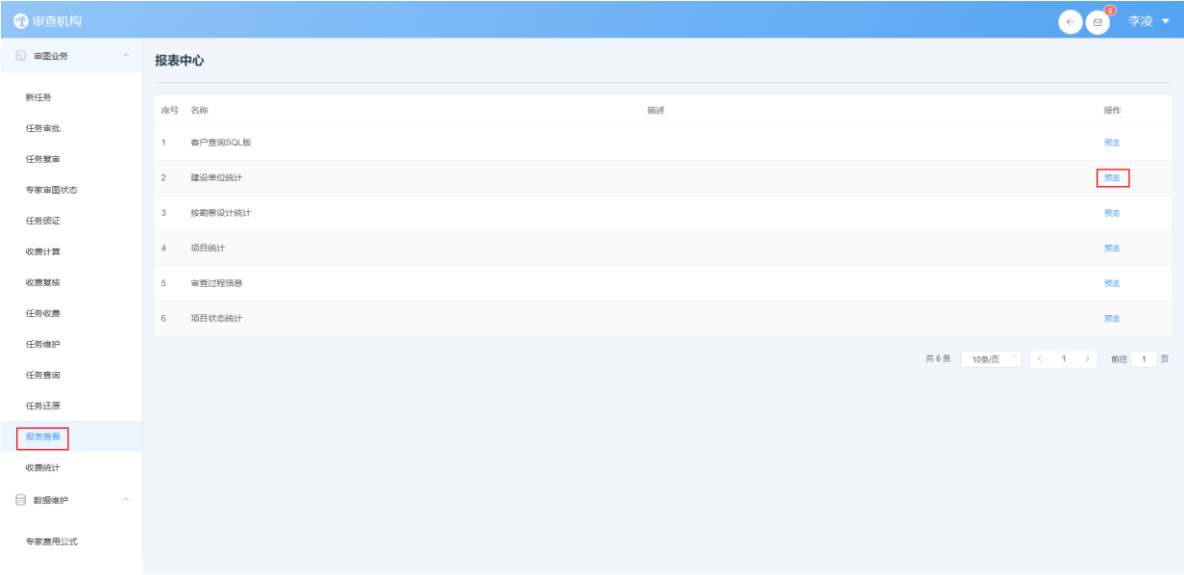 审查机构
0
李凌
审图业务
新任务
任务审批
任务复审
专家审图状态
任务颁证
收费计算
收费复核
任务收费
任务维护
任务查询
任务还原
报表查看
收费统计
数据维护
专家费用公式
报表中心
序号 名称 描述 操作
1 客户查询SQL版 预览
2 建设单位统计 预览
3 按勘察设计统计 预览
4 项目统计 预览
5 审查过程信息 预览
6 项目状态统计 预览
共 6 条 10条/页 < 1 > 前往 1 页